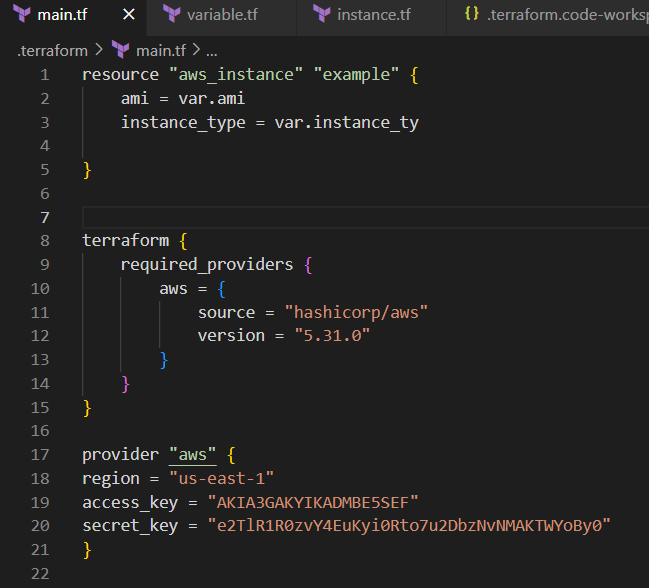 main.tf
variable.tf
instance.tf
{} .terraform.code-worksp
.terraform > main.tf > ...
1 resource "aws_instance" "example" {
2 ami = var.ami
3 instance_type = var.instance_ty
4
5 }
6
7
8 terraform {
9 required_providers {
10 aws = {
11 source = "hashicorp/aws"
12 version = "5.31.0"
13 }
14 }
15 }
16
17 provider "aws" {
18 region = "us-east-1"
19 access_key = "AKIA3GAKYIKADMBE5SEF"
20 secret_key = "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"
21 }
22